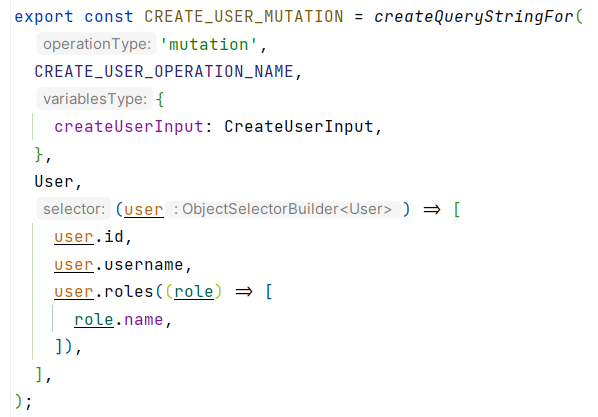 export const CREATE_USER_MUTATION = createQueryStringFor(
  operationType: 'mutation',
  CREATE_USER_OPERATION_NAME,
  variablesType: {
    createUserInput: CreateUserInput,
  },
  User,
  selector: (user : ObjectSelectorBuilder<User> ) => [
    user.id,
    user.username,
    user.roles((role) => [
      role.name,
    ]),
  ],
);